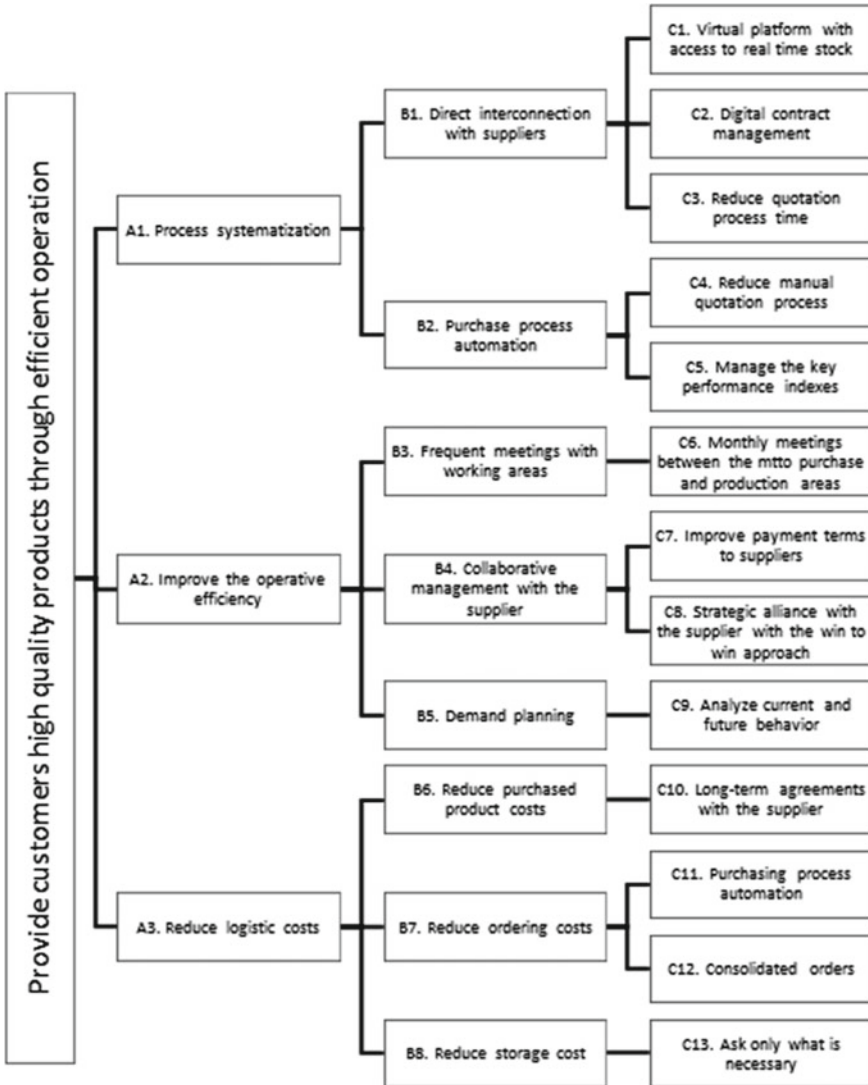 Provide customers high quality products through efficient operation
A1. Process systematization
A2. Improve the operative
efficiency
A3. Reduce logistic costs
B1. Direct interconnection
with suppliers
B2. Purchase process
automation
B3. Frequent meetings with
working areas
B4. Collaborative
management with the
supplier
B5. Demand planning
B6. Reduce purchased
product costs
B7. Reduce ordering costs
B8. Reduce storage cost
C1. Virtual platform with
access to real time stock
C2. Digital contract
management
C3. Reduce quotation
process time
C4. Reduce manual
quotation process
C5. Manage the key
performance indexes
C6. Monthly meetings
between the mtto purchase
and production areas
C7. Improve payment terms
to suppliers
C8. Strategic alliance with
the supplier with the win to
win approach
C9. Analyze current and
future behavior
C10. Long-term agreements
with the supplier
C11. Purchasing process
automation
C12. Consolidated orders
C13. Ask only what is
necessary